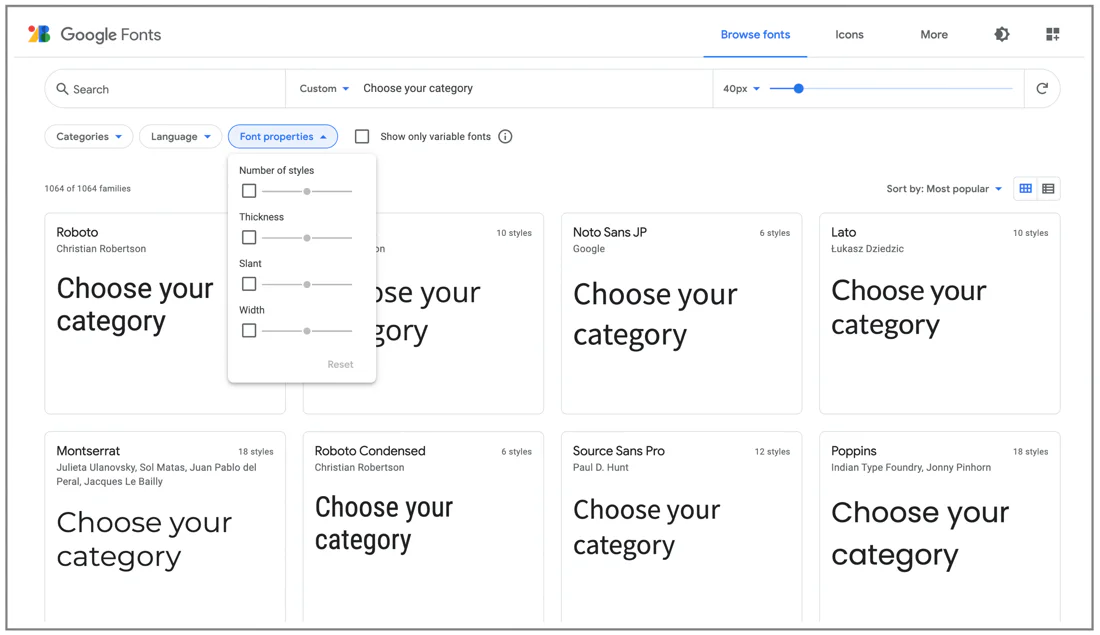 Google Fonts
Browse fonts
Icons
More
Search
Custom
Choose your category
40px
Categories
Language
Font properties
Show only variable fonts
Number of styles
Thickness
Slant
Width
Reset
1064 of 1064 families
Sort by: Most popular
Roboto
Christian Robertson
Choose your
category
10 styles
Noto Sans JP
6 styles
Google
Choose your
category
Lato
10 styles
Łukasz Dziedzic
Choose your
category
Montserrat
18 styles
Julieta Ulanovsky, Sol Matas, Juan Pablo del
Peral, Jacques Le Bailly
Choose your
category
Roboto Condensed
6 styles
Christian Robertson
Choose your
category
Source Sans Pro
12 styles
Paul D. Hunt
Choose your
category
Poppins
18 styles
Indian Type Foundry, Jonny Pinhorn
Choose your
category